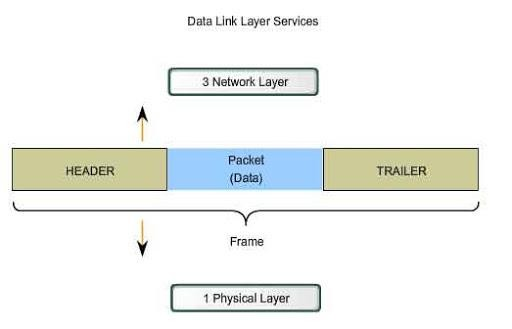 Data Link Layer Services
3 Network Layer
HEADER
Packet
(Data)
TRAILER
Frame
1 Physical Layer